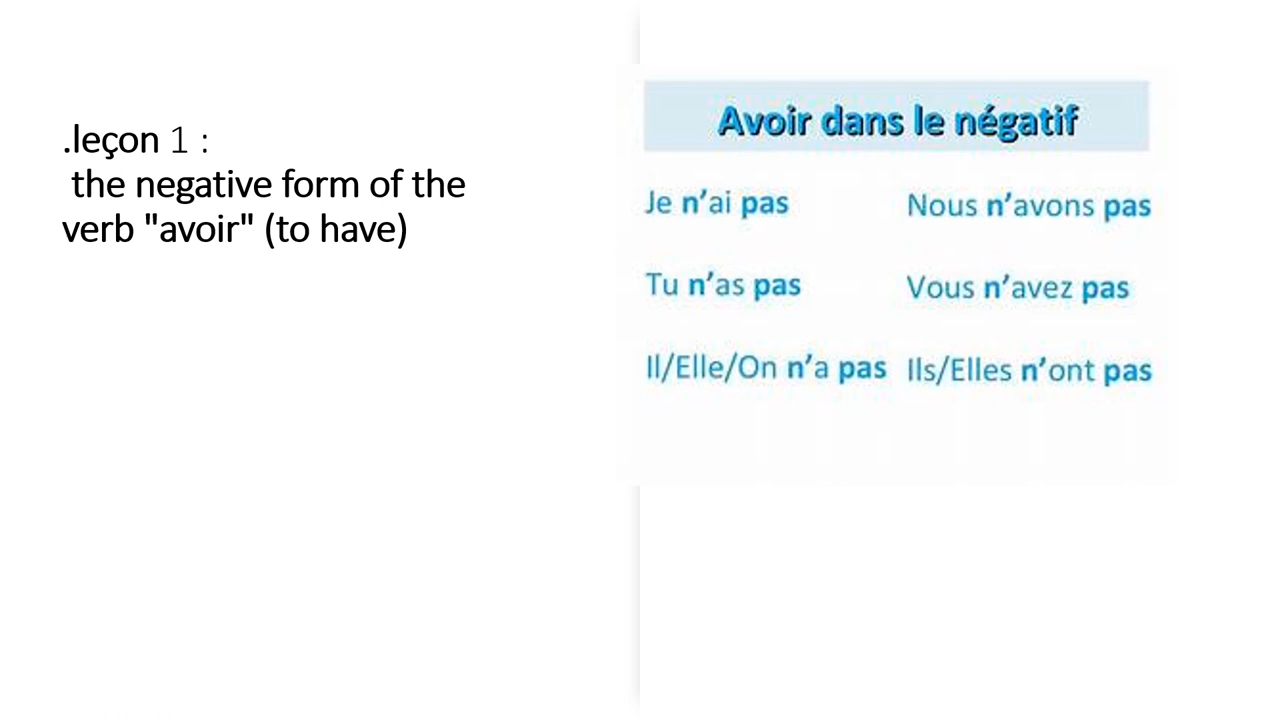 .leçon 1 :
the negative form of the
verb "avoir" (to have)
Avoir dans le négatif
Je n’ai pas
Nous n’avons pas
Tu n’as pas
Vous n’avez pas
Il/Elle/On n’a pas
Ils/Elles n’ont pas